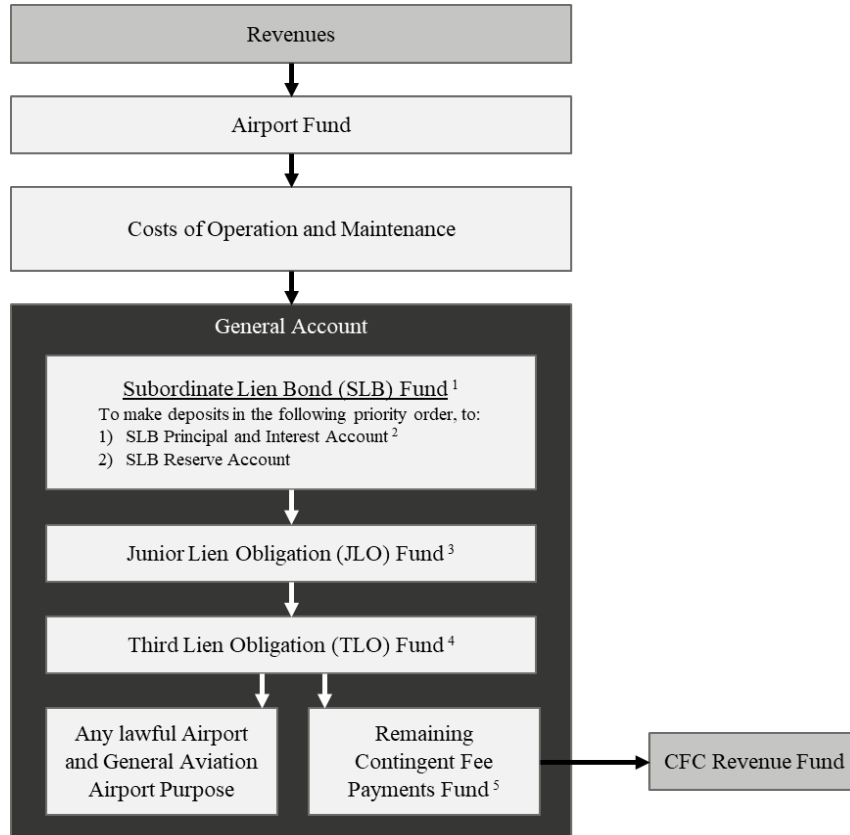 Revenues
Airport Fund
Costs of Operation and Maintenance
General Account
Subordinate Lien Bond (SLB) Fund 1
To make deposits in the following priority order, to:
1) SLB Principal and Interest Account 2
2) SLB Reserve Account
Junior Lien Obligation (JLO) Fund 3
Third Lien Obligation (TLO) Fund 4
Any lawful Airport
and General Aviation
Airport Purpose
Remaining
Contingent Fee
Payments Fund 5
CFC Revenue Fund